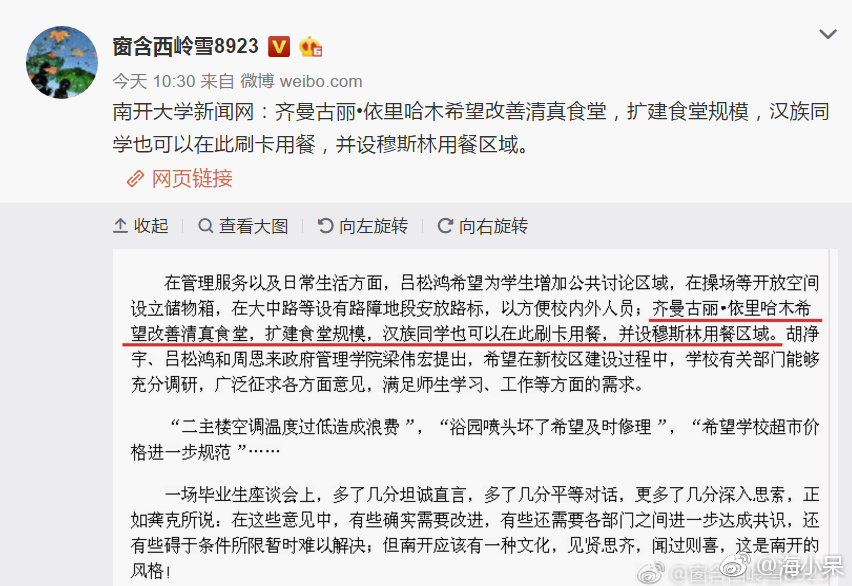 窗含西岭雪8923 V
今天 10:30 来自 微博 weibo.com
南开大学新闻网：齐曼古丽•依里哈木希望改善清真食堂，扩建食堂规模，汉族同
学也可以在此刷卡用餐，并设穆斯林用餐区域。
网页链接
收起 查看大图 向左旋转 向右旋转
在管理服务以及日常生活方面，吕松鸿希望为学生增加公共讨论区域，在操场等开放空间
设立储物箱，在大中路等设有路障地段安放路标，以方便校内外人员；齐曼古丽•依里哈木希
望改善清真食堂，扩建食堂规模，汉族同学也可以在此刷卡用餐，并设穆斯林用餐区域。胡净
宇、吕松鸿和周恩来政府管理学院梁伟宏提出，希望在新校区建设过程中，学校有关部门能够
充分调研，广泛征求各方面意见，满足师生学习、工作等方面的需求。
“二主楼空调温度过低造成浪费”，“浴园喷头坏了希望及时修理”，“希望学校超市价
格进一步规范”……
一场毕业生座谈会上，多了几分坦诚直言，多了几分平等对话，更多了几分深入思索，正
如龚克所说：在这些意见中，有些确实需要改进，有些还需要各部门之间进一步达成共识，还
有些碍于条件所限暂时难以解决；但南开应该有一种文化，见贤思齐，闻过则喜，这是南开的
风格！
@海小呆